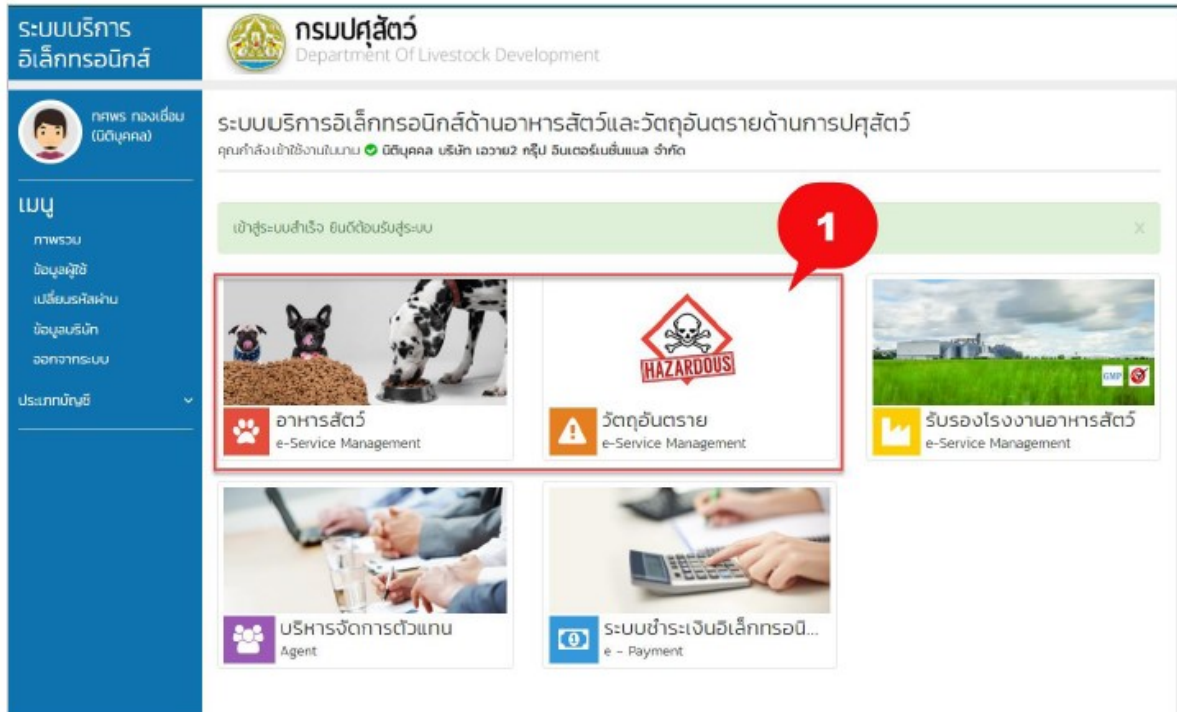 ระบบบริการ
อิเล็กทรอนิกส์
กรมปศุสัตว์
Department Of Livestock Development
ทศพร ทองเชื่อม
(นิติบุคคล)
ระบบบริการอิเล็กทรอนิกส์ด้านอาหารสัตว์และวัตถุอันตรายด้านการปศุสัตว์
คุณกำลังเข้าใช้งานในนาม นิติบุคคล บริษัท เอวาย2 กรุ๊ป อินเตอร์เนชั่นแนล จำกัด
เมนู
ภาพรวม
ข้อมูลผู้ใช้
เปลี่ยนรหัสผ่าน
ข้อมูลบริษัท
ออกจากระบบ
ประเภทบัญชี
เข้าสู่ระบบสำเร็จ ยินดีต้อนรับสู่ระบบ
1
HAZARDOUS
GMP
อาหารสัตว์
e-Service Management
วัตถุอันตราย
e-Service Management
รับรองโรงงานอาหารสัตว์
e-Service Management
บริหารจัดการตัวแทน
Agent
ระบบชำระเงินอิเล็กทรอนิ...
e - Payment